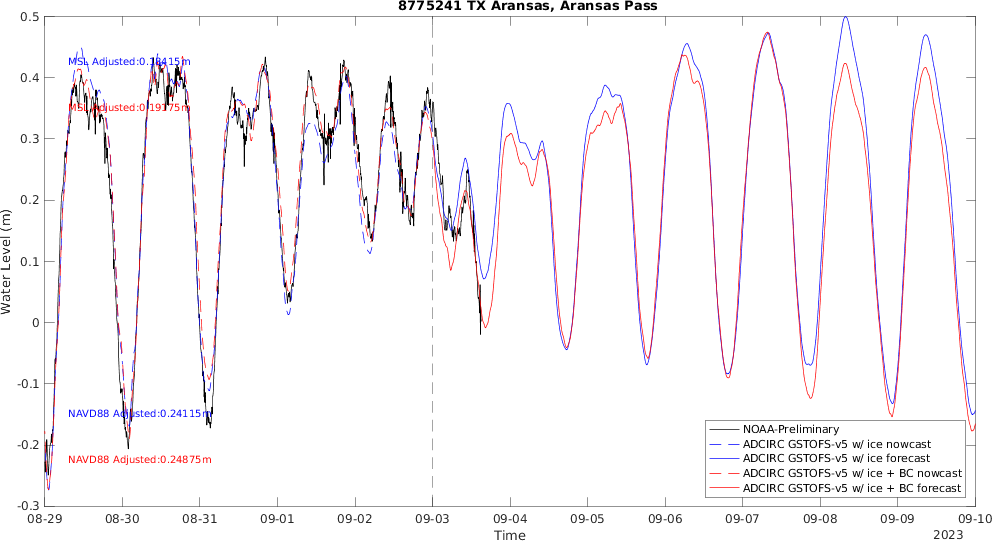 8775241 TX Aransas, Aransas Pass
Water Level (m)
0.5
0.4
0.3
0.2
0.1
0
-0.1
-0.2
-0.3
MSL Adjusted:0.18415m
MSL Adjusted:0.19175m
NAVD88 Adjusted:0.24115m
NAVD88 Adjusted:0.24875m
NOAA-Preliminary
ADCIRC GSTOFS-v5 w/ ice nowcast
ADCIRC GSTOFS-v5 w/ ice forecast
ADCIRC GSTOFS-v5 w/ ice + BC nowcast
ADCIRC GSTOFS-v5 w/ ice + BC forecast
08-29 08-30 08-31 09-01 09-02 09-03 09-04 09-05 09-06 09-07 09-08 09-09 09-10
Time
2023